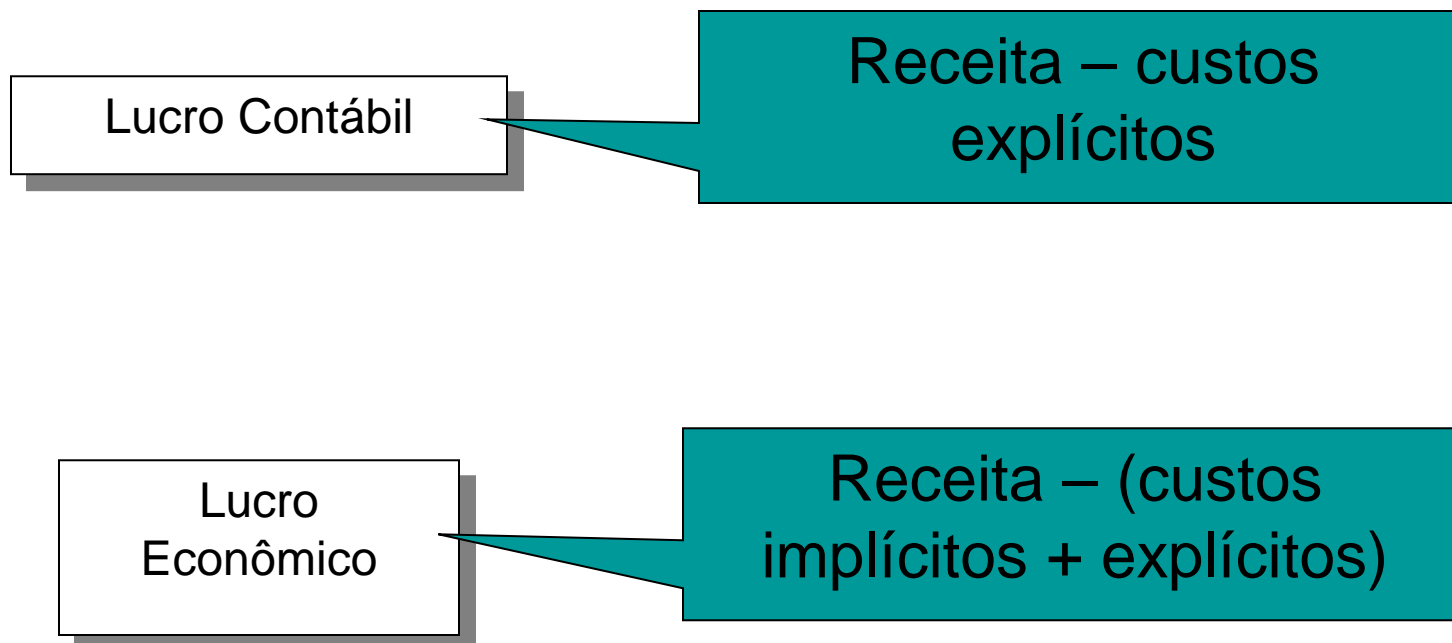 Lucro Contábil
Receita – custos
explícitos
Lucro
Econômico
Receita – (custos
implícitos + explícitos)